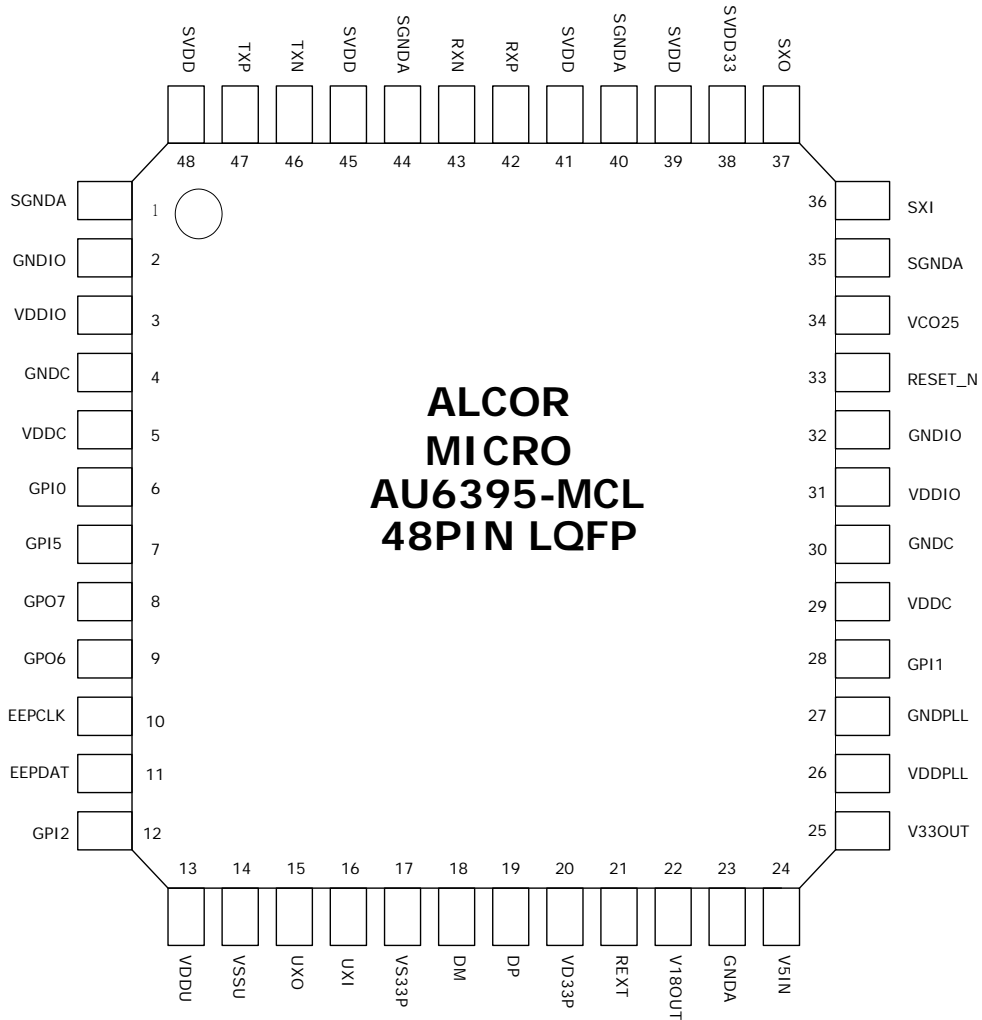 SVDD TXP TXN SVDD SGNDA RXN RXP SVDD SGNDA SVDD SVDD33 SXO
48 47 46 45 44 43 42 41 40 39 38 37
SGNDA 1 36 SXI
GNDIO 2 35 SGNDA
VDDIO 3 34 VCO25
GNDC 4 33 RESET_N
VDDC 5 32 GNDIO
GPI0 6 31 VDDIO
GPI5 7 30 GNDC
GPO7 8 29 VDDC
GPO6 9 28 GPI1
EEPCLK 10 27 GNDPLL
EEPDAT 11 26 VDDPLL
GPI2 12 25 V33OUT
ALCOR
MICRO
AU6395-MCL
48PIN LQFP
13 14 15 16 17 18 19 20 21 22 23 24
VDDU VSSU UXO UXI VS33P DM DP VD33P REXT V18OUT GNDA V5IN